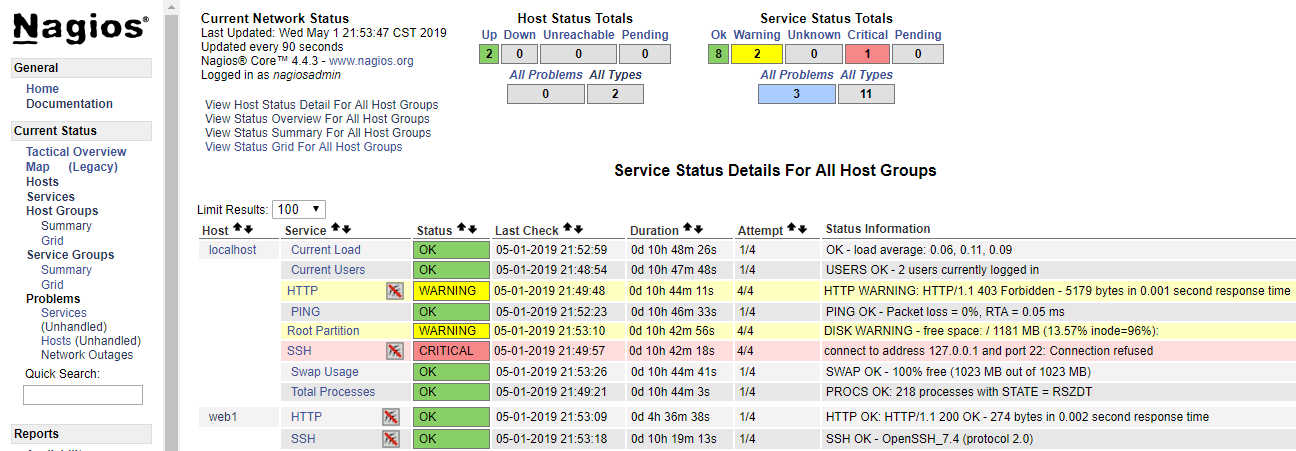 Nagios®
General
Home
Documentation
Current Status
Tactical Overview
Map (Legacy)
Hosts
Services
Host Groups
Summary
Grid
Service Groups
Summary
Grid
Problems
Services
(Unhandled)
Hosts (Unhandled)
Network Outages
Quick Search:
Reports
Current Network Status
Last Updated: Wed May 1 21:53:47 CST 2019
Updated every 90 seconds
Nagios® Core™ 4.4.3 - www.nagios.org
Logged in as nagiosadmin
View Host Status Detail For All Host Groups
View Status Overview For All Host Groups
View Status Summary For All Host Groups
View Status Grid For All Host Groups
Host Status Totals
Up Down Unreachable Pending
2 0 0 0
All Problems All Types
0 2
Service Status Totals
Ok Warning Unknown Critical Pending
8 2 0 1 0
All Problems All Types
3 11
Service Status Details For All Host Groups
Limit Results: 100
Host Service Status Last Check Duration Attempt Status Information
localhost Current Load OK 05-01-2019 21:52:59 0d 10h 48m 26s 1/4 OK - load average: 0.06, 0.11, 0.09
Current Users OK 05-01-2019 21:48:54 0d 10h 47m 48s 1/4 USERS OK - 2 users currently logged in
HTTP WARNING 05-01-2019 21:49:48 0d 10h 44m 11s 4/4 HTTP WARNING: HTTP/1.1 403 Forbidden - 5179 bytes in 0.001 second response time
PING OK 05-01-2019 21:52:23 0d 10h 46m 33s 1/4 PING OK - Packet loss = 0%, RTA = 0.05 ms
Root Partition WARNING 05-01-2019 21:53:10 0d 10h 42m 56s 4/4 DISK WARNING - free space: / 1181 MB (13.57% inode=96%):
SSH CRITICAL 05-01-2019 21:49:57 0d 10h 42m 18s 4/4 connect to address 127.0.0.1 and port 22: Connection refused
Swap Usage OK 05-01-2019 21:53:26 0d 10h 44m 41s 1/4 SWAP OK - 100% free (1023 MB out of 1023 MB)
Total Processes OK 05-01-2019 21:49:21 0d 10h 44m 3s 1/4 PROCS OK: 218 processes with STATE = RSZDT
web1 HTTP OK 05-01-2019 21:53:09 0d 4h 36m 38s 1/4 HTTP OK: HTTP/1.1 200 OK - 274 bytes in 0.002 second response time
SSH OK 05-01-2019 21:53:18 0d 10h 19m 13s 1/4 SSH OK - OpenSSH_7.4 (protocol 2.0)